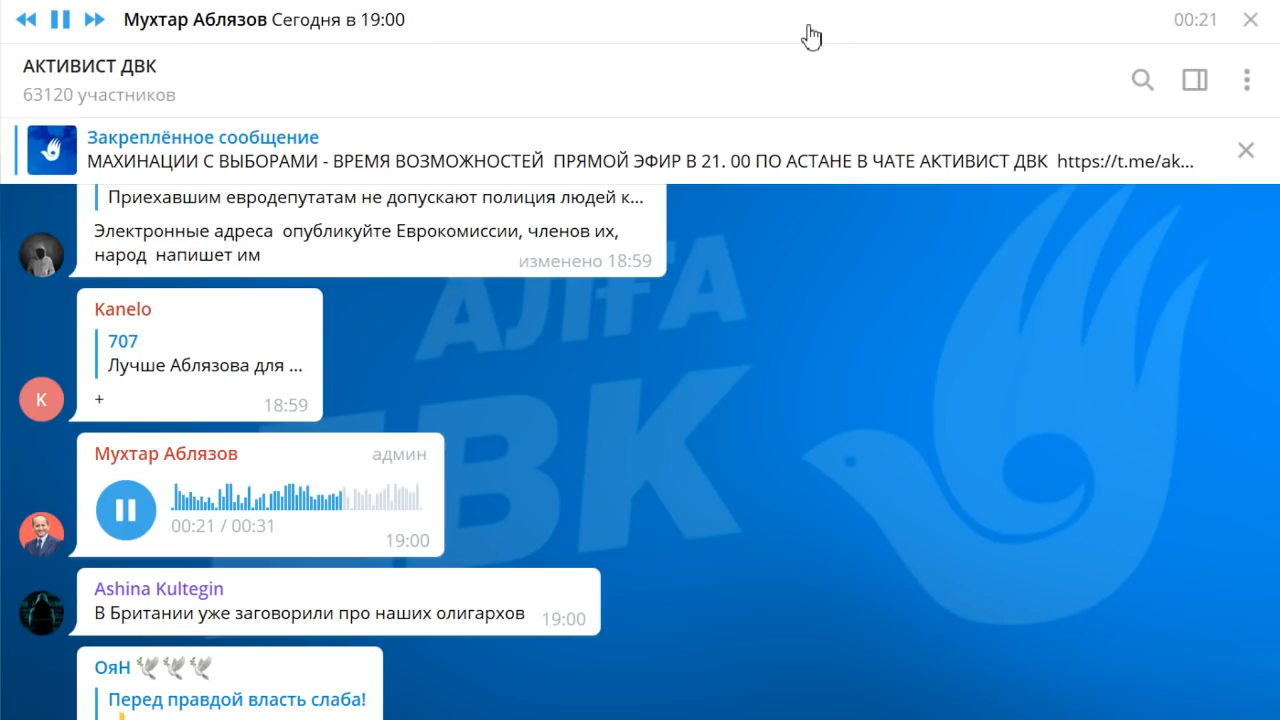 Мухтар Аблязов Сегодня в 19:00
00:21
АКТИВИСТ ДВК
63120 участников
Закреплённое сообщение
МАХИНАЦИИ С ВЫБОРАМИ - ВРЕМЯ ВОЗМОЖНОСТЕЙ ПРЯМОЙ ЭФИР В 21. 00 ПО АСТАНЕ В ЧАТЕ АКТИВИСТ ДВК https://t.me/ak...
Приехавшим евродепутатам не допускают полиция людей к...
Электронные адреса опубликуйте Еврокомиссии, членов их,
народ напишет им
изменено 18:59
АЛҒА
ДВК
Kanelo
707
Лучше Аблязова для ...
K
+
18:59
Мухтар Аблязов админ
00:21 / 00:31
19:00
Ashina Kultegin
В Британии уже заговорили про наших олигархов 19:00
ОяН 🕊🕊🕊
Перед правдой власть слаба!